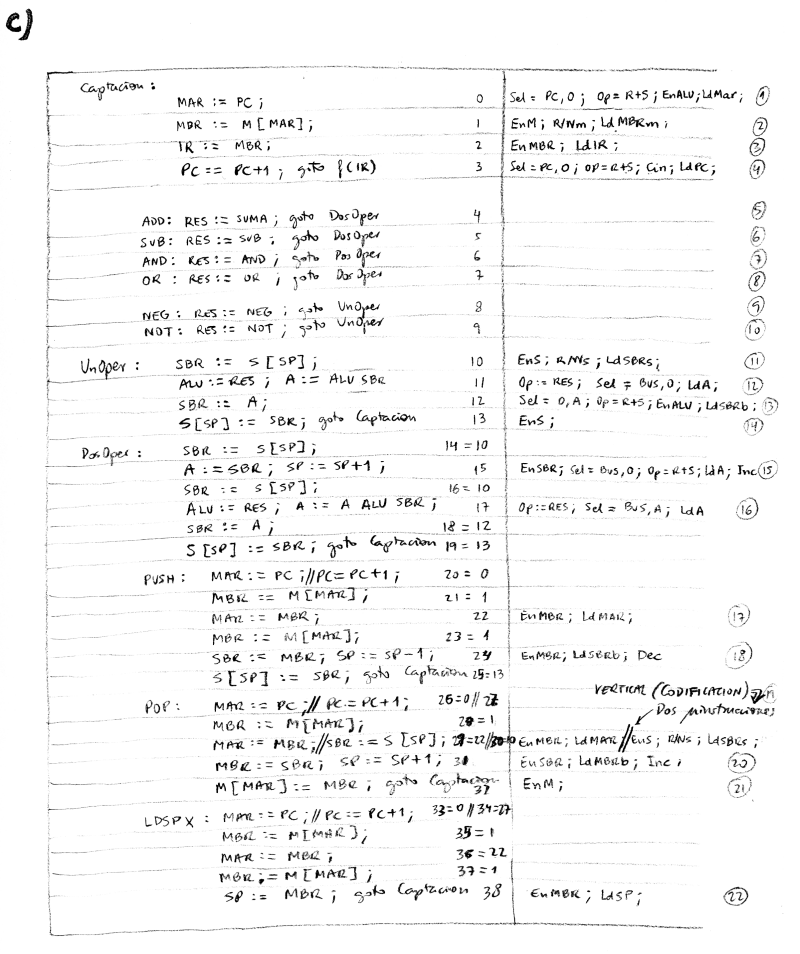 c)
Captacion :
MAR := PC ; 0 Sel = PC, 0 ; Op = R+S ; EnALU ; LdMar ; 1
MBR := M [MAR] ; 1 EnM ; R/Wm ; LdMBRm ; 2
IR := MBR ; 2 EnMBR ; LdIR ; 3
PC == PC+1 ; goto f(IR) 3 Sel = PC, 0 ; OP = R+S ; Cin ; LdPC ; 4
ADD: RES := SUMA ; goto DosOper 4 5
SUB: RES := SUB ; goto DosOper 5 6
AND: RES := AND ; goto DosOper 6 7
OR : RES := OR ; goto DosOper 7 8
NEG : RES := NEG ; goto UnOper 8 9
NOT : RES := NOT ; goto UnOper 9 10
UnOper : SBR := S [SP] ; 10 EnS ; R/Ws ; LdSBRs ; 11
ALU := RES ; A := ALU SBR 11 Op := RES ; Sel = BUS, 0 ; LdA ; 12
SBR := A ; 12 Sel = 0, A ; Op = R+S ; EnALU ; LdSBRb ; 13
S[SP] := SBR ; goto Captacion 13 EnS ; 14
DosOper : SBR := S[SP] ; 14 = 10
A := SBR ; SP := SP+1 ; 15 EnSBR ; Sel = Bus, 0 ; Op = R+S ; LdA ; Inc 15
SBR := S [SP] ; 16 = 10
ALU := RES ; A := A ALU SBR ; 17 Op := RES ; Sel = BUS, A ; LdA 16
SBR := A ; 18 = 12
S [SP] := SBR ; goto Captacion 19 = 13
PUSH : MAR := PC ; // PC = PC+1 ; 20 = 0
MBR == M [MAR] ; 21 = 1
MAR := MBR ; 22 EnMBR ; LdMAR ; 17
MBR := M [MAR] ; 23 = 1
SBR := MBR ; SP := SP-1 ; 24 EnMBR ; LdSBRb ; Dec 18
S [SP] := SBR ; goto Captacion 25 = 13
VERTICAL (CODIFICACION)
POP : MAR := PC ; // PC = PC+1 ; 26 = 0 // 27 Dos µinstrucciones
MBR := M[MAR] ; = 1
MAR := MBR ; // SBR := S [SP] ; EnMBR ; LdMAR // EnS ; R/Ws ; LdSBRs ;
MBR := SBR ; SP := SP+1 ; 31 EnSBR ; LdMBRb ; Inc ; 20
M [MAR] := MBR ; goto Captacion EnM ; 21
LDSPX : MAR := PC ; // PC := PC+1 ; 33 = 0 // 34 = 27
MBR := M [MAR] ; 35 = 1
MAR := MBR ; 36 = 22
MBR := M [MAR] ; 37 = 1
SP := MBR ; goto Captacion 38 EnMBR ; LdSP ; 22